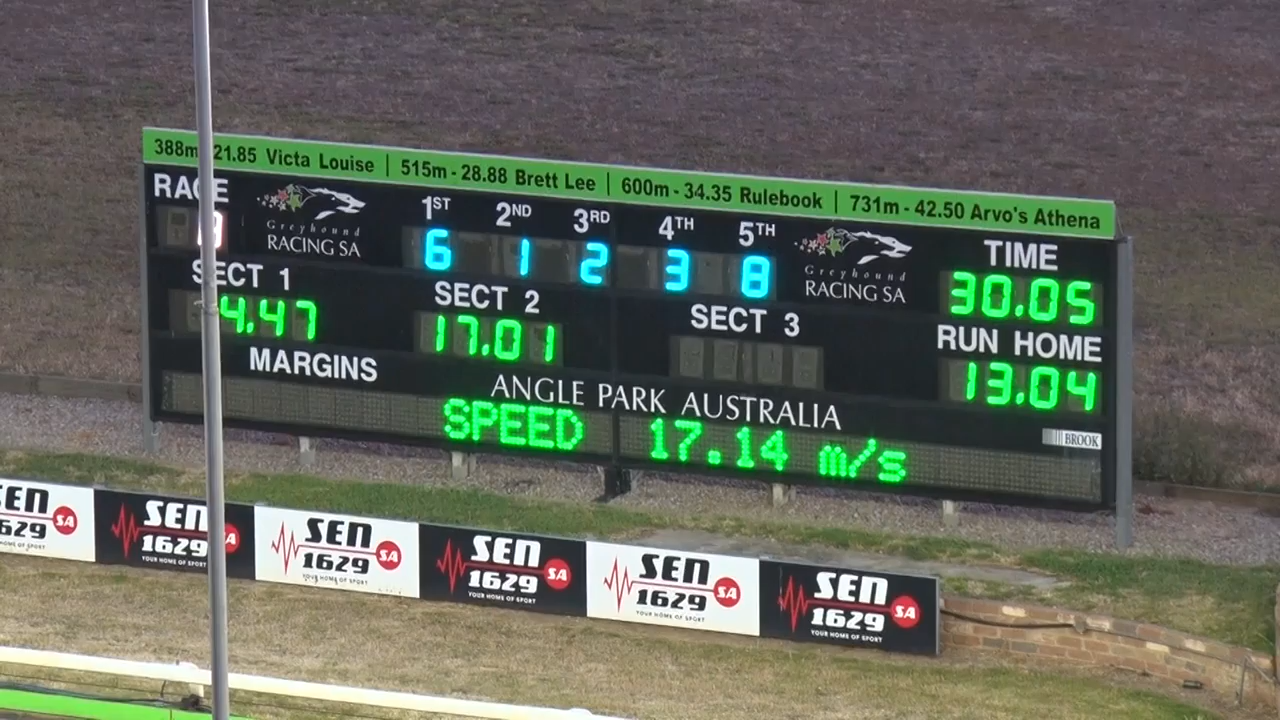 388m - 21.85 Victa Louise | 515m - 28.88 Brett Lee | 600m - 34.35 Rulebook | 731m - 42.50 Arvo's Athena
RACE
Greyhound
RACING SA
1ST 2ND 3RD 4TH 5TH
6 1 2 3 8
Greyhound
RACING SA
TIME
30.05
SECT 1
4.47
SECT 2
17.01
SECT 3
RUN HOME
13.04
MARGINS
ANGLE PARK AUSTRALIA
BROOK
SPEED 17.14 m/s
SEN
1629 SA
YOUR HOME OF SPORT
SEN
1629 SA
YOUR HOME OF SPORT
SEN
1629 SA
YOUR HOME OF SPORT
SEN
1629 SA
YOUR HOME OF SPORT
SEN
1629 SA
YOUR HOME OF SPORT
SEN
1629 SA
YOUR HOME OF SPORT